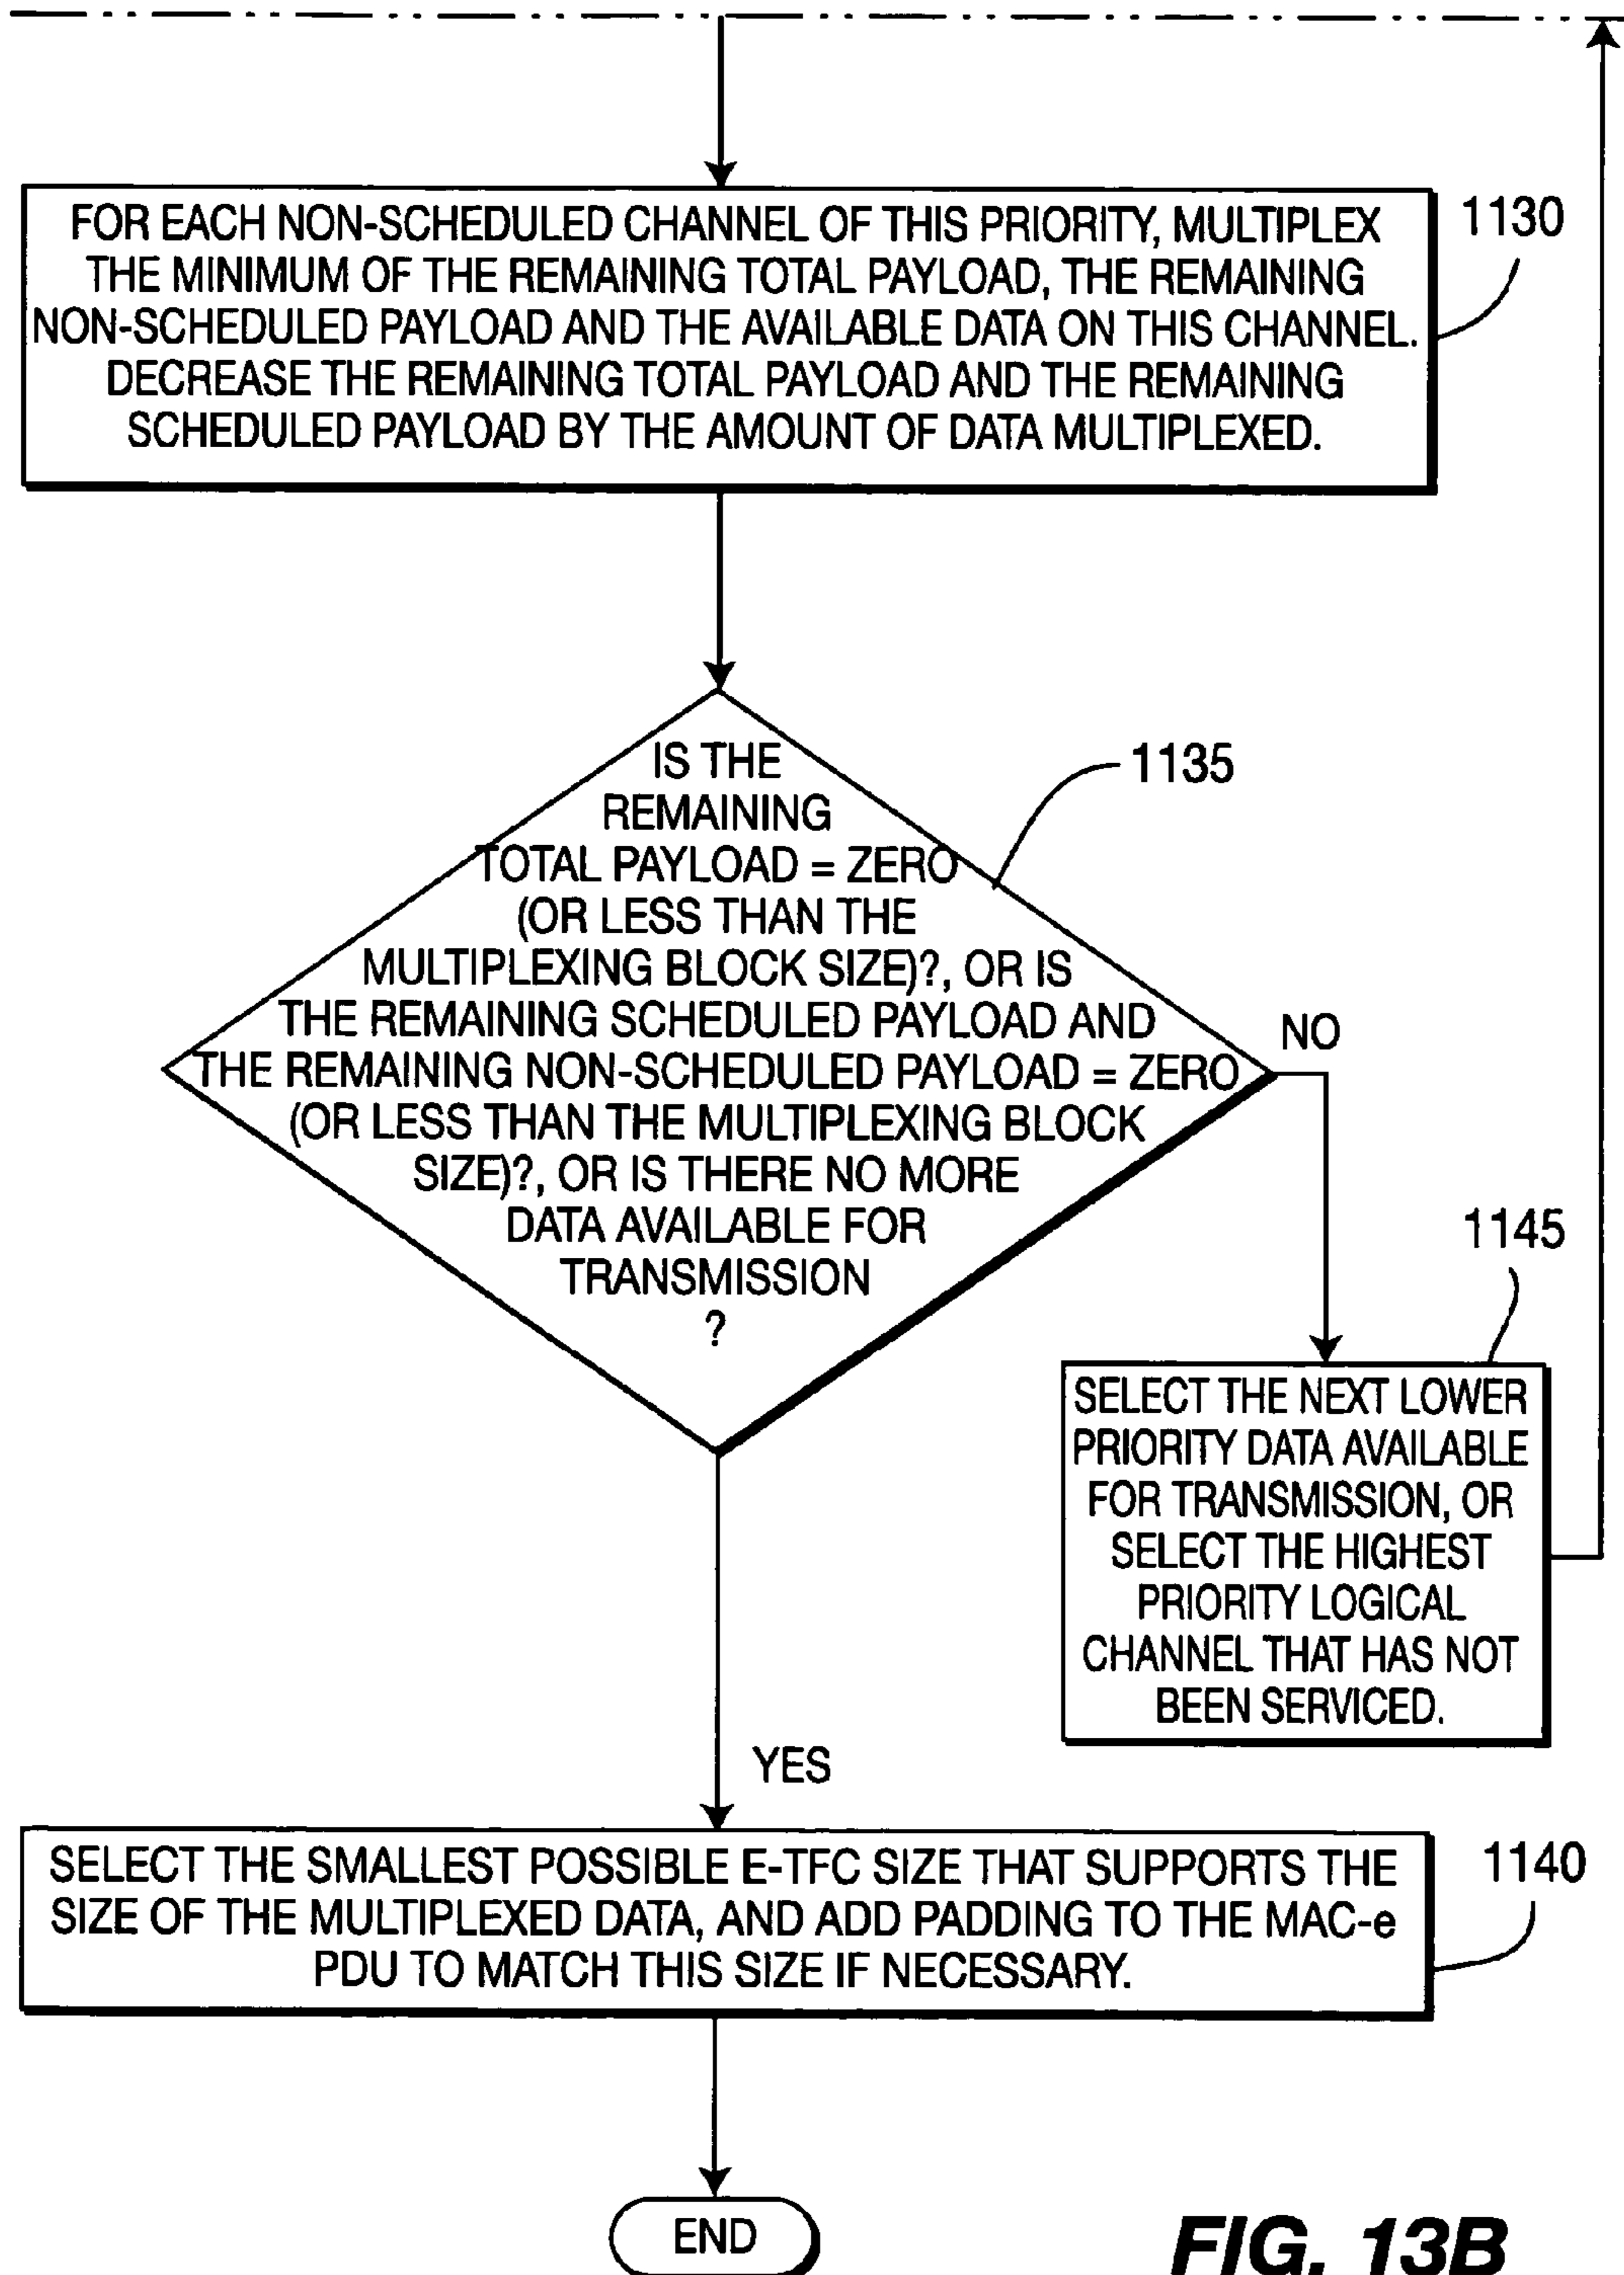 FOR EACH NON-SCHEDULED CHANNEL OF THIS PRIORITY, MULTIPLEX
THE MINIMUM OF THE REMAINING TOTAL PAYLOAD, THE REMAINING
NON-SCHEDULED PAYLOAD AND THE AVAILABLE DATA ON THIS CHANNEL.
DECREASE THE REMAINING TOTAL PAYLOAD AND THE REMAINING
SCHEDULED PAYLOAD BY THE AMOUNT OF DATA MULTIPLEXED.
1130
IS THE
REMAINING
TOTAL PAYLOAD = ZERO
(OR LESS THAN THE
MULTIPLEXING BLOCK SIZE)?, OR IS
THE REMAINING SCHEDULED PAYLOAD AND
THE REMAINING NON-SCHEDULED PAYLOAD = ZERO
(OR LESS THAN THE MULTIPLEXING BLOCK
SIZE)?, OR IS THERE NO MORE
DATA AVAILABLE FOR
TRANSMISSION
?
1135
NO
1145
SELECT THE NEXT LOWER
PRIORITY DATA AVAILABLE
FOR TRANSMISSION, OR
SELECT THE HIGHEST
PRIORITY LOGICAL
CHANNEL THAT HAS NOT
BEEN SERVICED.
YES
SELECT THE SMALLEST POSSIBLE E-TFC SIZE THAT SUPPORTS THE
SIZE OF THE MULTIPLEXED DATA, AND ADD PADDING TO THE MAC-e
PDU TO MATCH THIS SIZE IF NECESSARY.
1140
END
FIG. 13B